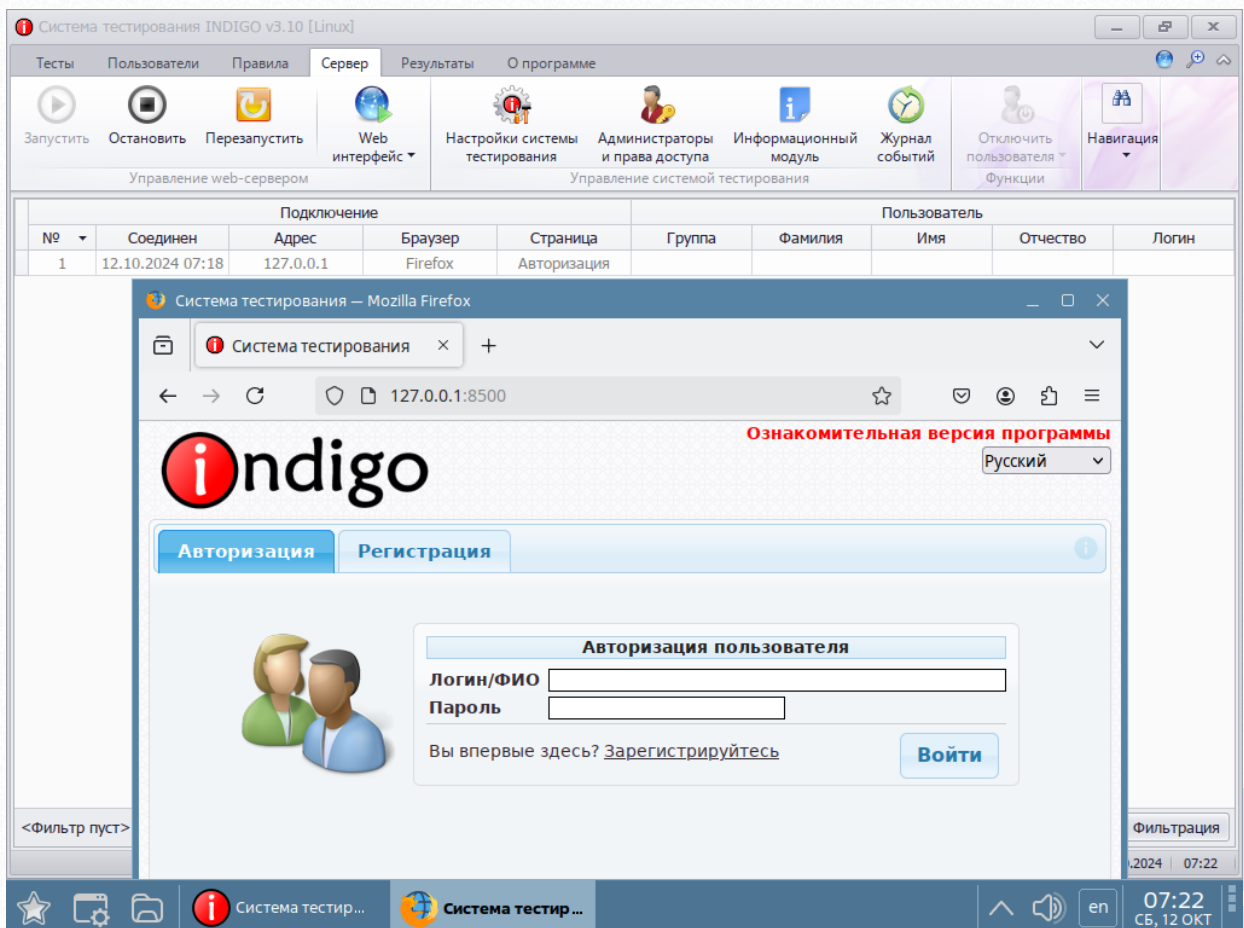 Система тестирования INDIGO v3.10 [Linux]
Тесты Пользователи Правила Сервер Результаты О программе
Запустить Остановить Перезапустить Web интерфейс Настройки системы тестирования Администраторы и права доступа Информационный модуль Журнал событий Отключить пользователя Навигация
Управление web-сервером Управление системой тестирования Функции
Подключение Пользователь
№ Соединен Адрес Браузер Страница Группа Фамилия Имя Отчество Логин
1 12.10.2024 07:18 127.0.0.1 Firefox Авторизация
Система тестирования — Mozilla Firefox
Система тестирования
127.0.0.1:8500
Ознакомительная версия программы
indigo
Русский
Авторизация Регистрация
Авторизация пользователя
Логин/ФИО
Пароль
Вы впервые здесь? Зарегистрируйтесь Войти
<Фильтр пуст> Фильтрация
.2024 07:22
Система тестир... Система тестир... en 07:22
СБ, 12 ОКТ